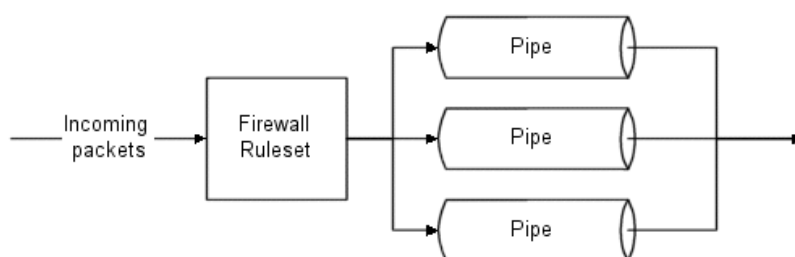 Incoming
packets
Firewall
Ruleset
Pipe
Pipe
Pipe